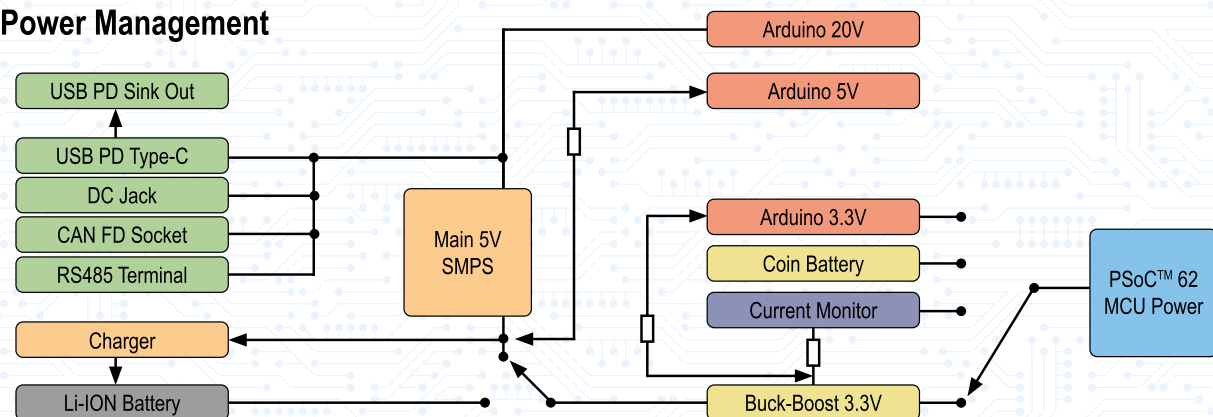 Power Management
USB PD Sink Out
USB PD Type-C
DC Jack
CAN FD Socket
RS485 Terminal
Charger
Li-ION Battery
Main 5V
SMPS
Arduino 20V
Arduino 5V
Arduino 3.3V
Coin Battery
Current Monitor
Buck-Boost 3.3V
PSoC™ 62
MCU Power